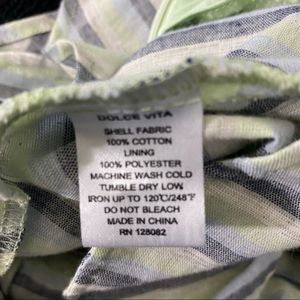 DOLCE VITA
SHELL FABRIC
100% COTTON
LINING
100% POLYESTER
MACHINE WASH COLD
TUMBLE DRY LOW
IRON UP TO 120℃/248℉
DO NOT BLEACH
MADE IN CHINA
RN 128082